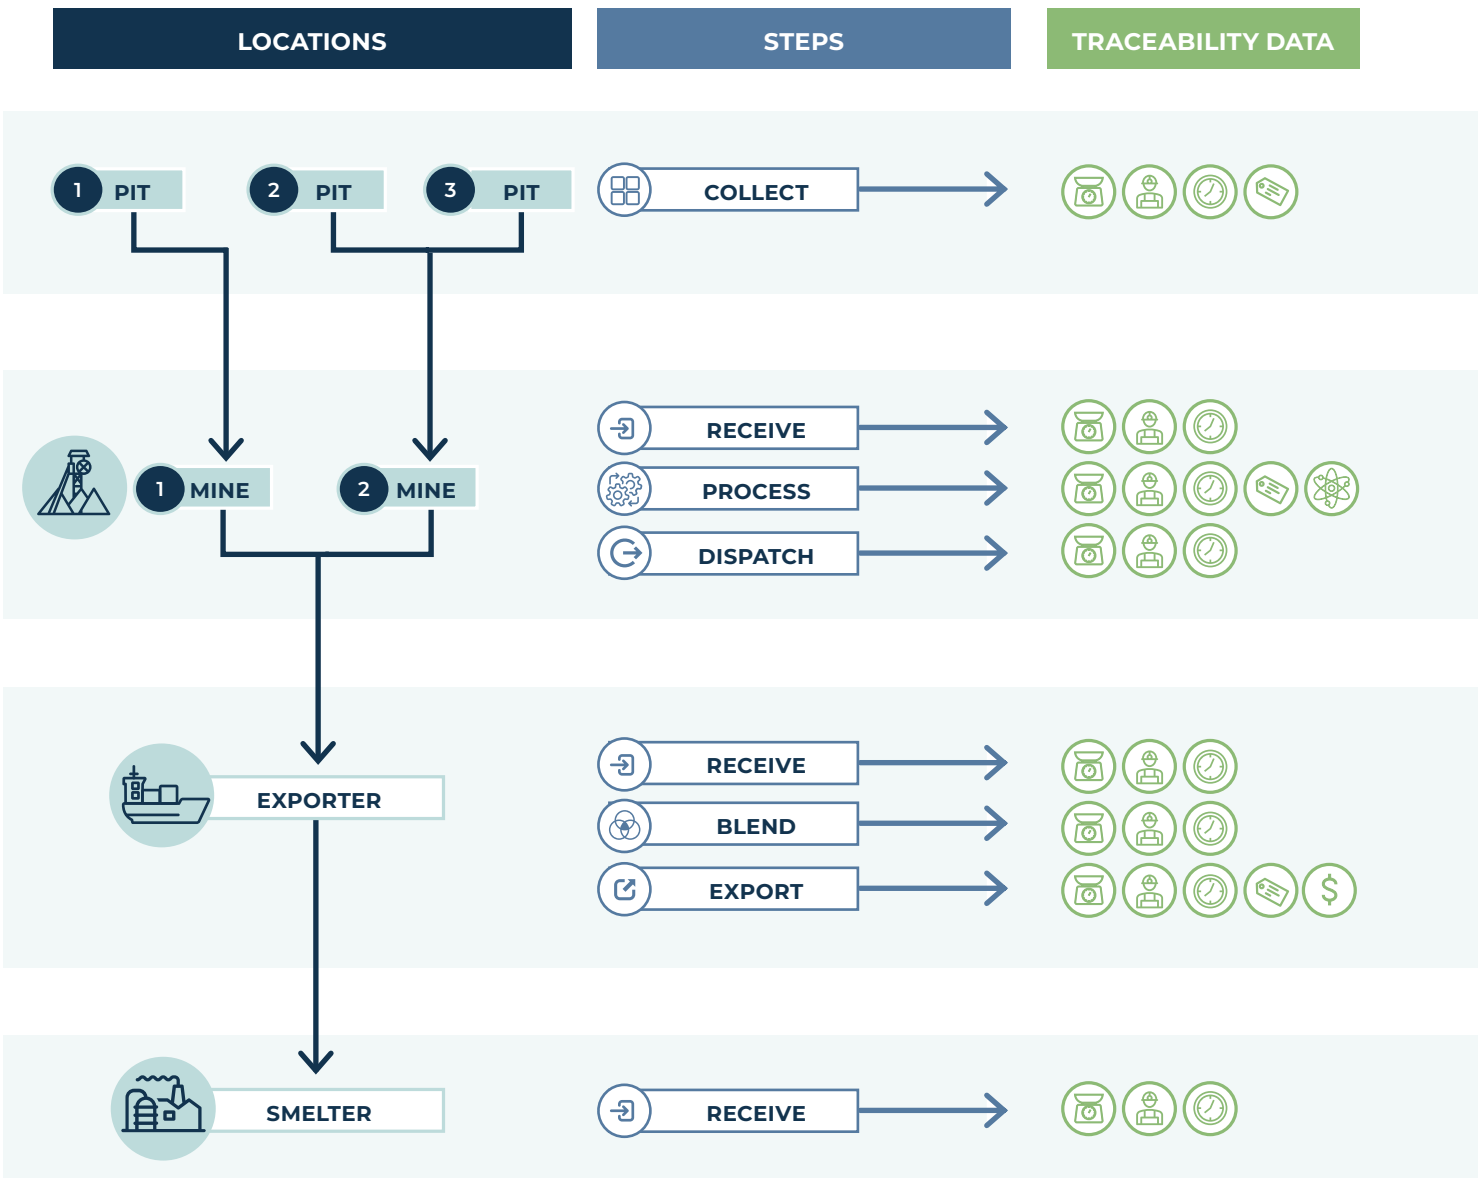 LOCATIONS
STEPS
TRACEABILITY DATA
1 PIT
2 PIT
3 PIT
COLLECT
1 MINE
2 MINE
RECEIVE
PROCESS
DISPATCH
EXPORTER
RECEIVE
BLEND
EXPORT
$
SMELTER
RECEIVE